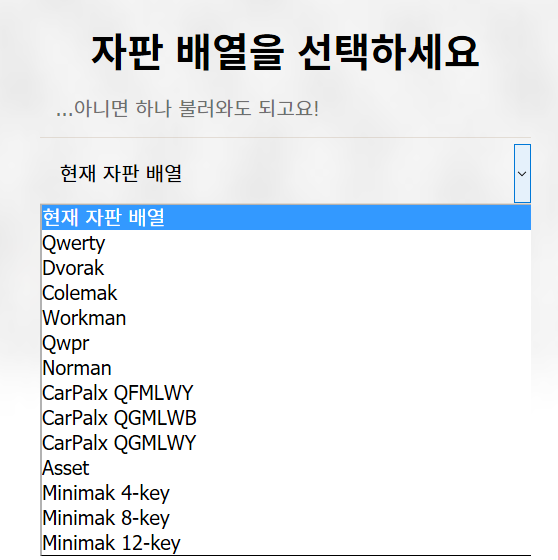 자판 배열을 선택하세요
...아니면 하나 불러와도 되고요!
현재 자판 배열
현재 자판 배열
Qwerty
Dvorak
Colemak
Workman
Qwpr
Norman
CarPalx QFMLWY
CarPalx QGMLWB
CarPalx QGMLWY
Asset
Minimak 4-key
Minimak 8-key
Minimak 12-key